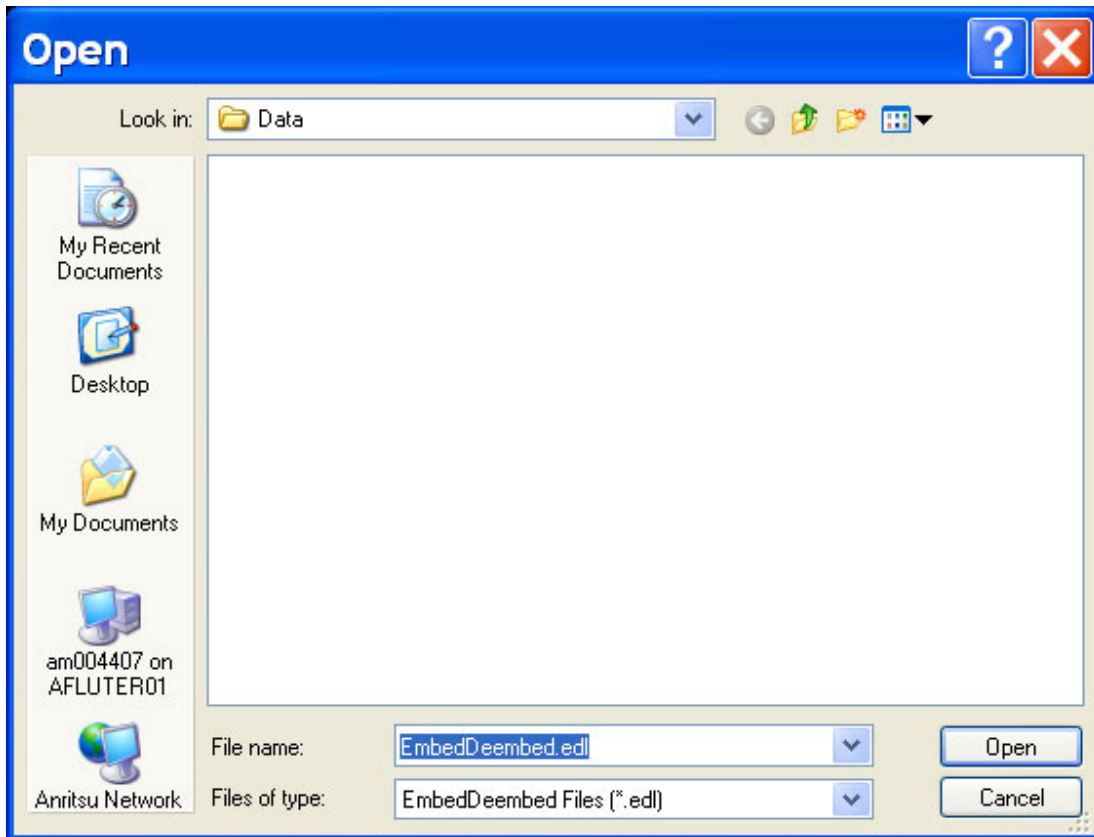 Open
Look in:
Data
My Recent
Documents
Desktop
My Documents
am004407 on
AFLUTER01
Anritsu Network
File name:
EmbedDeembed.edl
Open
Files of type:
EmbedDeembed Files (*.edl)
Cancel